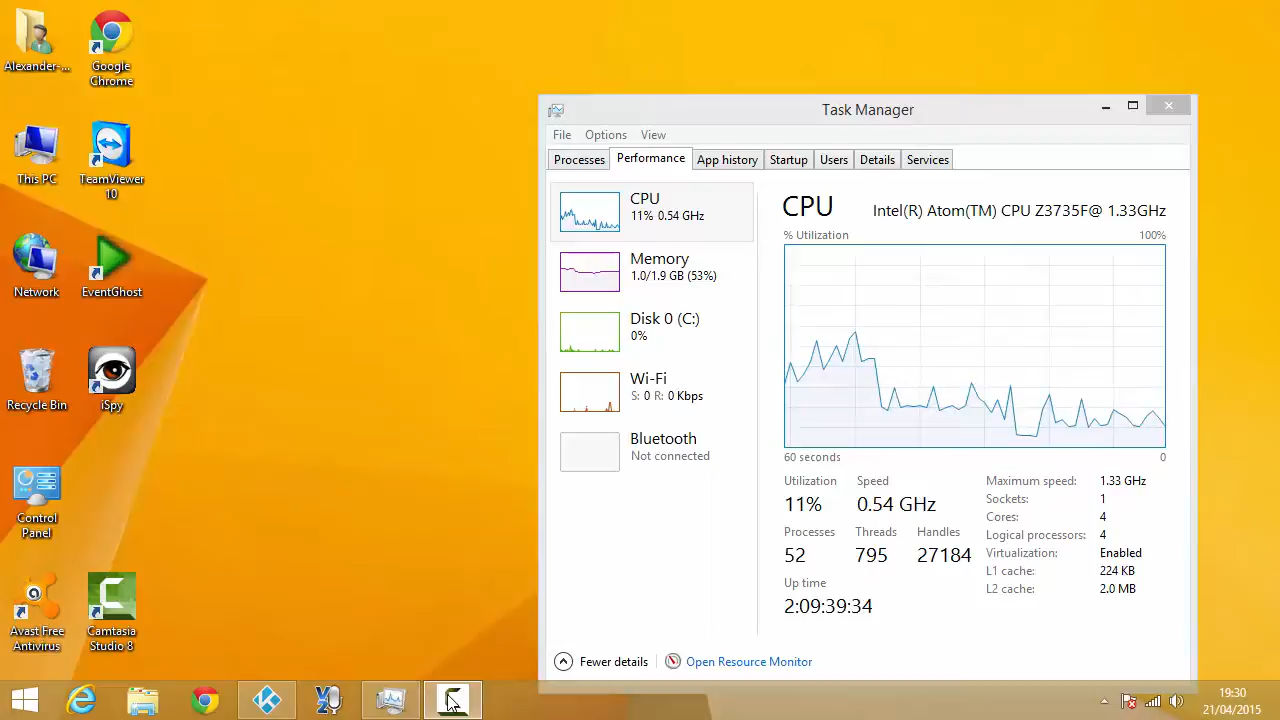 Alexander-...
Google
Chrome
This PC
TeamViewer
10
Network
EventGhost
Recycle Bin
iSpy
Control
Panel
Avast Free
Antivirus
Camtasia
Studio 8
Task Manager
File Options View
Processes Performance App history Startup Users Details Services
CPU
11% 0.54 GHz
Memory
1.0/1.9 GB (53%)
Disk 0 (C:)
0%
Wi-Fi
S: 0 R: 0 Kbps
Bluetooth
Not connected
CPU Intel(R) Atom(TM) CPU Z3735F@ 1.33GHz
% Utilization 100%
60 seconds 0
Utilization Speed
11% 0.54 GHz
Processes Threads Handles
52 795 27184
Up time
2:09:39:34
Maximum speed: 1.33 GHz
Sockets: 1
Cores: 4
Logical processors: 4
Virtualization: Enabled
L1 cache: 224 KB
L2 cache: 2.0 MB
Fewer details Open Resource Monitor
19:30
21/04/2015